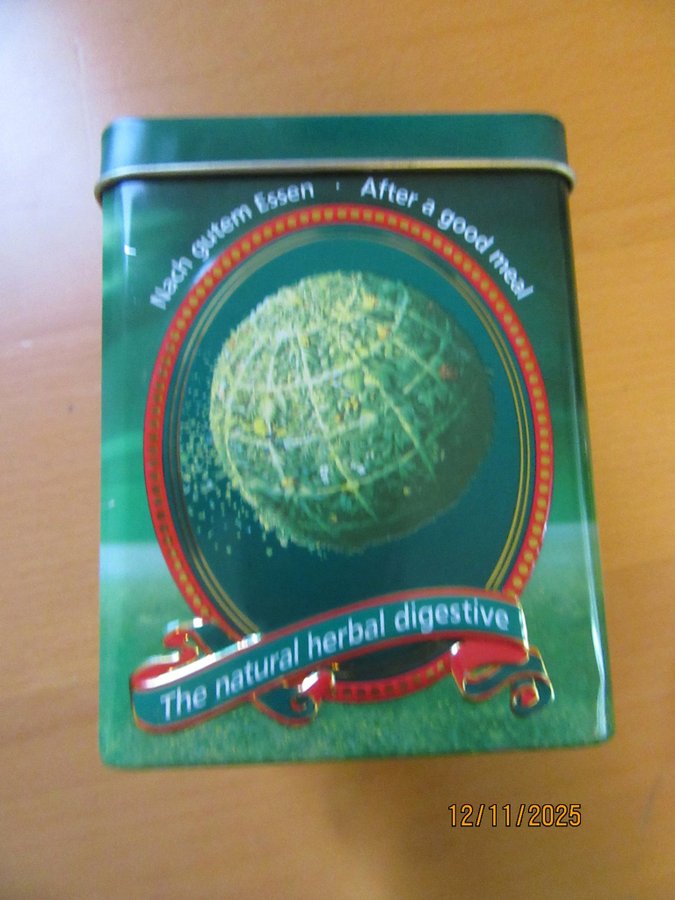 Nach gutem Essen · After a good meal
The natural herbal digestive
12/11/2025